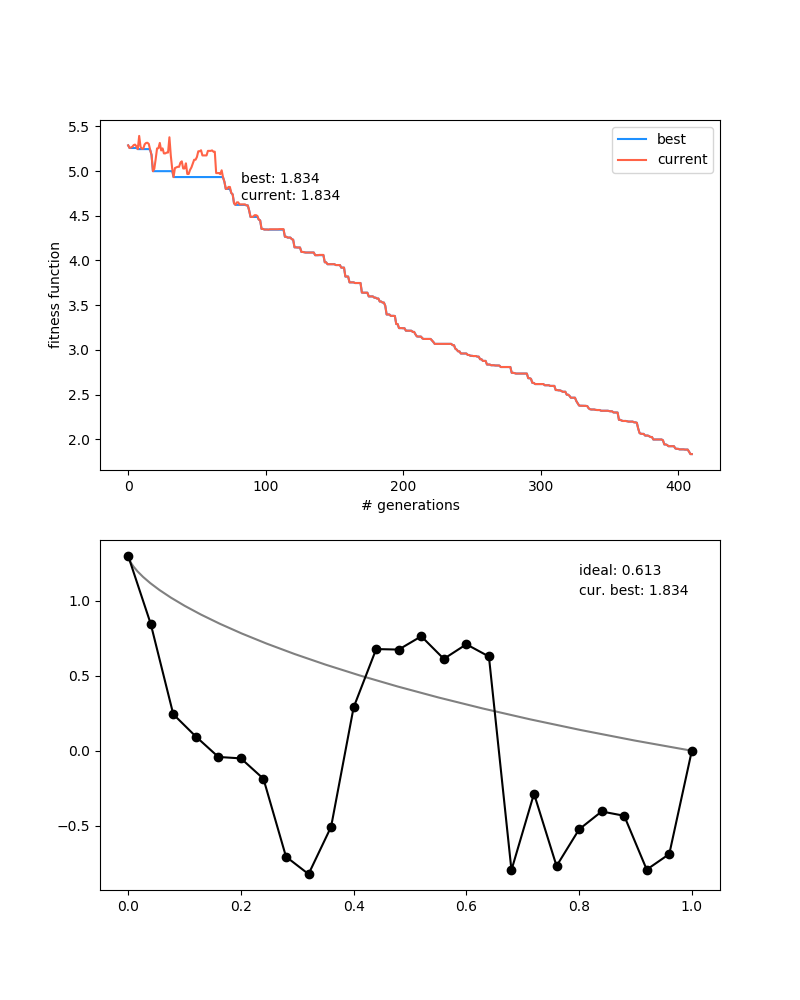 5.5
5.0
4.5
4.0
3.5
3.0
2.5
2.0
fitness function
best
current
best: 1.834
current: 1.834
0
100
200
300
400
# generations
1.0
0.5
0.0
−0.5
ideal: 0.613
cur. best: 1.834
0.0
0.2
0.4
0.6
0.8
1.0